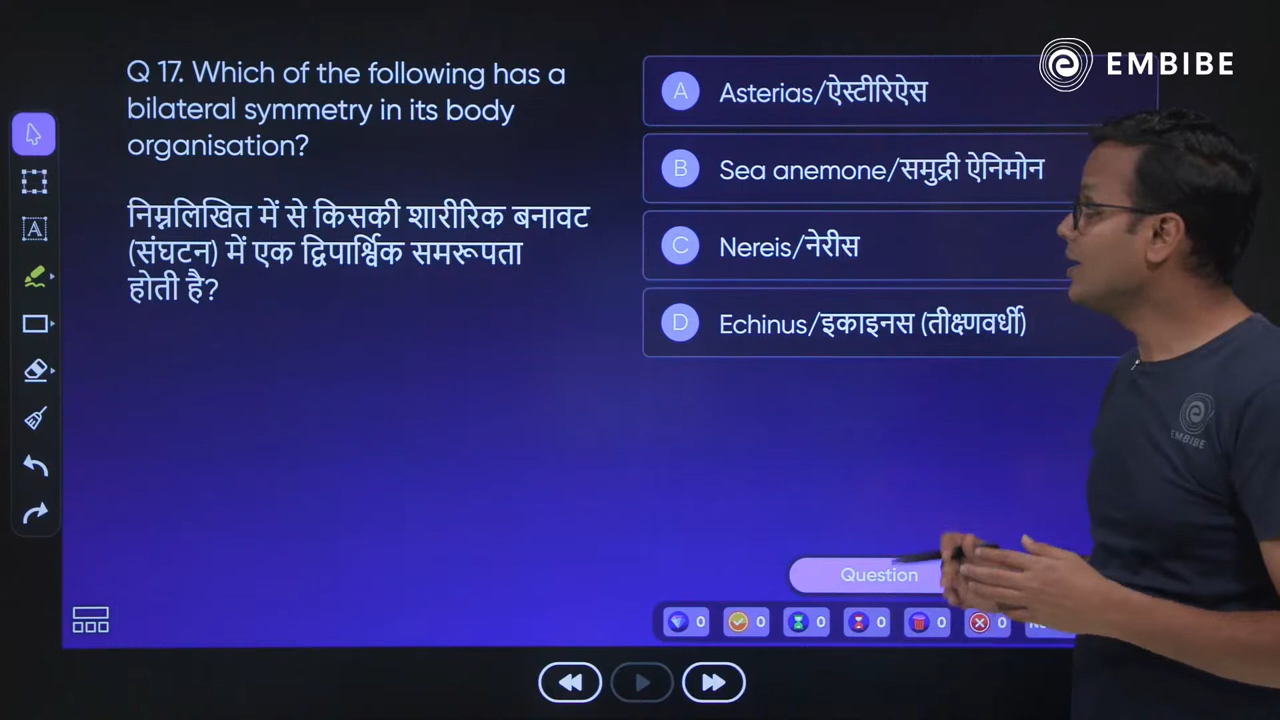 EMBIBE
Q 17. Which of the following has a
bilateral symmetry in its body
organisation?
निम्नलिखित में से किसकी शारीरिक बनावट
(संघटन) में एक द्विपार्श्विक समरूपता
होती है?
A Asterias/ऐस्टीरिऐस
B Sea anemone/समुद्री ऐनिमोन
C Nereis/नेरीस
D Echinus/इकाइनस (तीक्ष्णवर्धी)
A
EMBIBE
Question
0 0 0 0 0 0